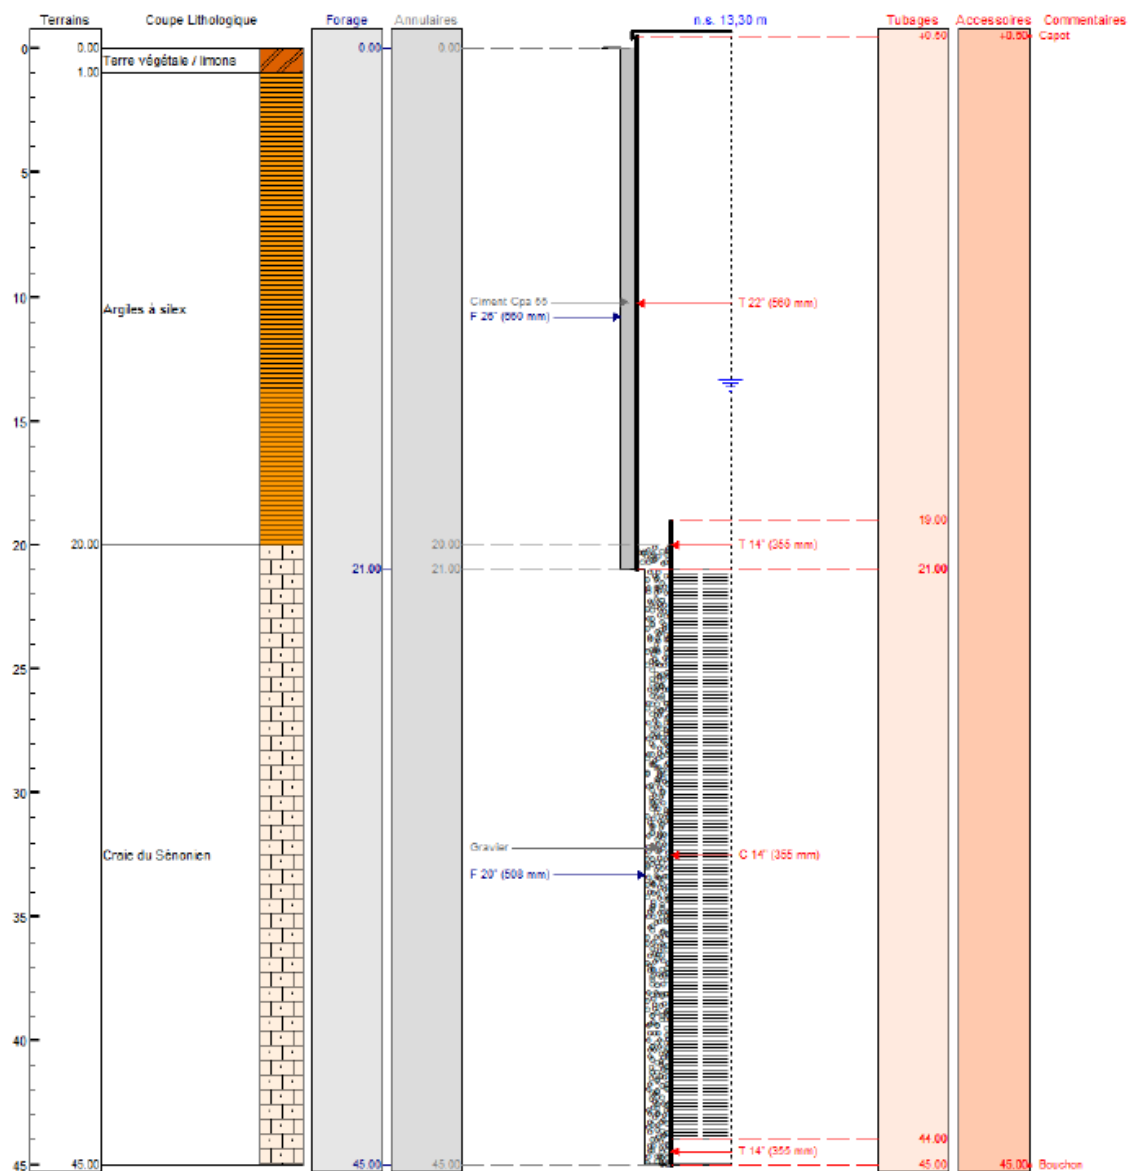 Terrains Coupe Lithologique Forage Annulaires n.s. 13,30 m Tubages Accessoires Commentaires
+0.50 +0.50 Capot
0 0.00 0.00 0.00
Terre végétale / limons
1.00
5
10
Argiles à silex
Ciment Cpa 55 T 22" (560 mm)
F 26" (660 mm)
15
19.00
20 20.00 20.00 T 14" (355 mm)
21.00 21.00 21.00
25
30
Gravier
Craie du Sénonien C 14" (355 mm)
F 20" (508 mm)
35
40
44.00
T 14" (355 mm)
45 45.00 45.00 45.00 45.00 45.00 Bouchon